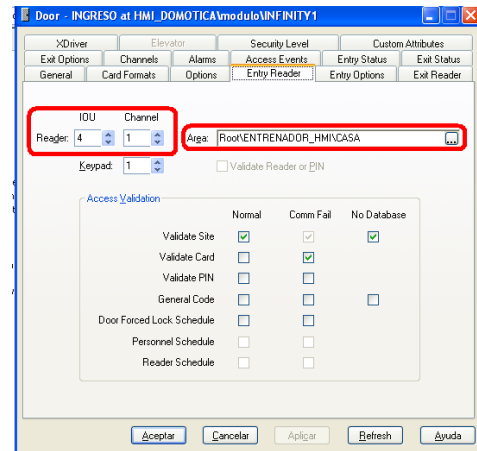 Door - INGRESO at HMI_DOMOTICA\modulo\INFINITY1
XDriver Elevator Security Level Custom Attributes
Exit Options Channels Alarms Access Events Entry Status Exit Status
General Card Formats Options Entry Reader Entry Options Exit Reader
IOU Channel
Reader: 4 1 Area: Root\ENTRENADOR_HMI\CASA ...
Keypad: 1 Validate Reader or PIN
Access Validation
Normal Comm Fail No Database
Validate Site
Validate Card
Validate PIN
General Code
Door Forced Lock Schedule
Personnel Schedule
Reader Schedule
Aceptar Cancelar Aplicar Refresh Ayuda